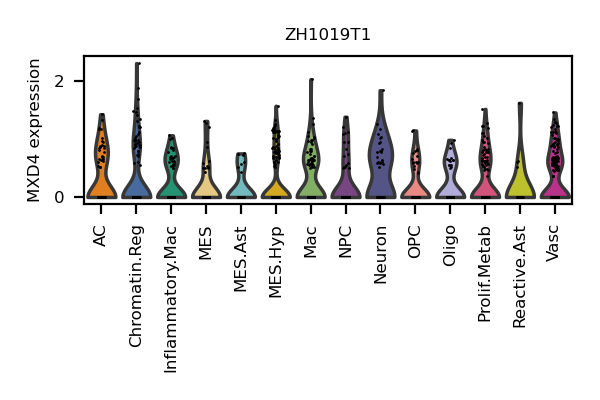 ZH1019T1
MXD4 expression
2
0
AC
Chromatin.Reg
Inflammatory.Mac
MES
MES.Ast
MES.Hyp
Mac
NPC
Neuron
OPC
Oligo
Prolif.Metab
Reactive.Ast
Vasc